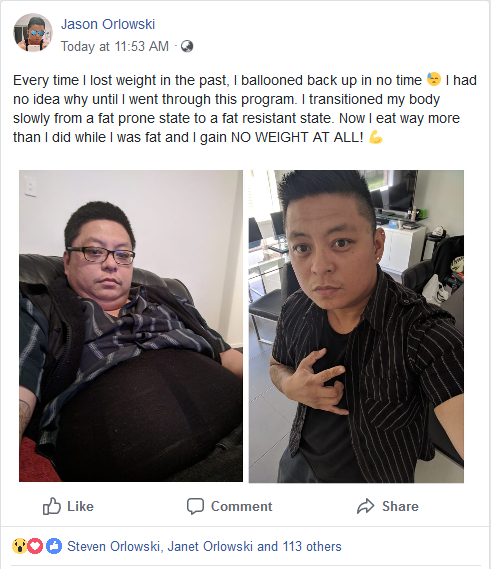 Jason Orlowski
Today at 11:53 AM ·
Every time I lost weight in the past, I ballooned back up in no time 😓 I had
no idea why until I went through this program. I transitioned my body
slowly from a fat prone state to a fat resistant state. Now I eat way more
than I did while I was fat and I gain NO WEIGHT AT ALL! 💪
Like Comment Share
Steven Orlowski, Janet Orlowski and 113 others